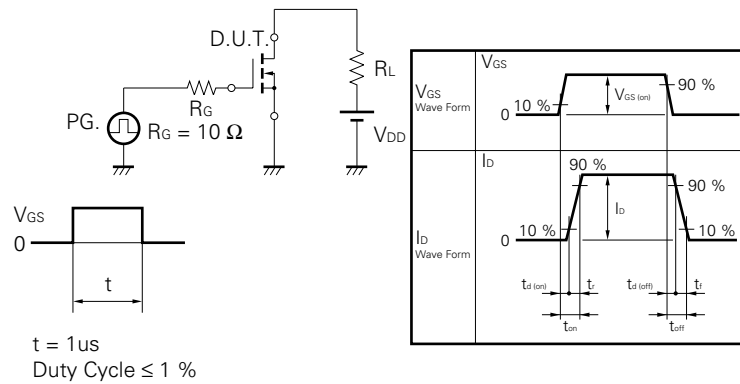 D.U.T.
RL
RG
PG.
RG = 10 Ω
VDD
VGS
0
t
t = 1us
Duty Cycle ≤ 1 %
VGS
Wave Form
VGS
10 %
0
VGS (on)
90 %
ID
Wave Form
ID
90 %
90 %
10 %
0
ID
10 %
td (on)
tr
td (off)
tf
ton
toff